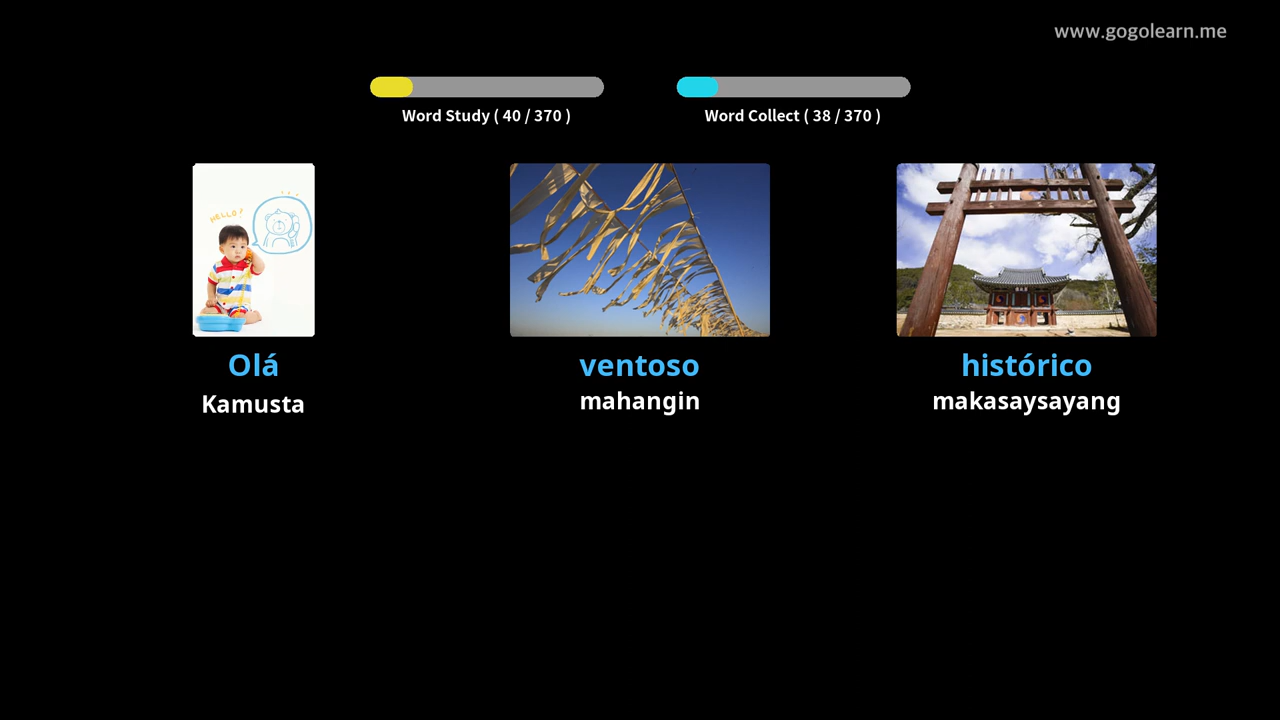 www.gogolearn.me
Word Study ( 40 / 370 )
Word Collect ( 38 / 370 )
HELLO?
Olá
ventoso
histórico
Kamusta
mahangin
makasaysayang